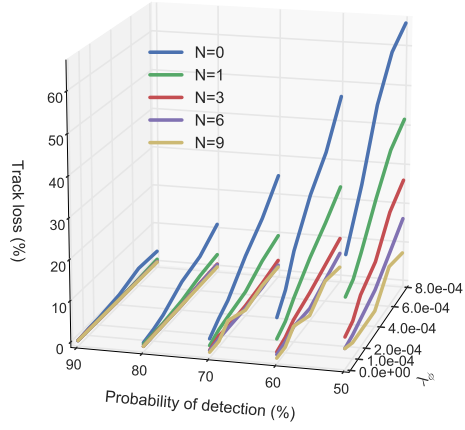 N=0
N=1
N=3
N=6
N=9
Track loss (%)
60
50
40
30
20
10
0
90
80
70
60
50
Probability of detection (%)
8.0e-04
6.0e-04
4.0e-04
2.0e-04
1.0e-04
0.0e+00
λφ